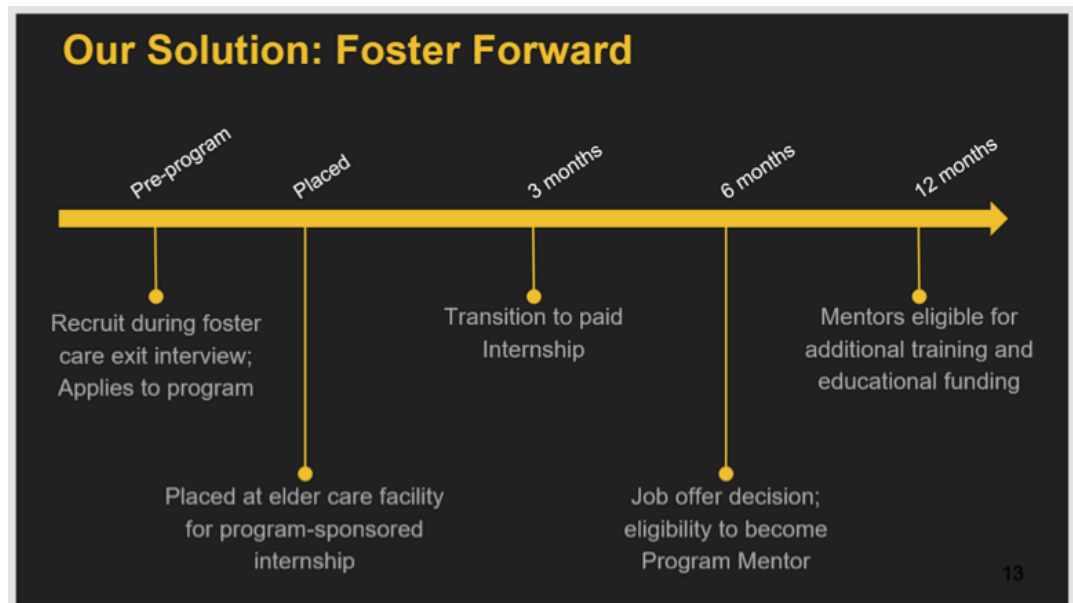 Our Solution: Foster Forward
Pre-program
Placed
3 months
6 months
12 months
Recruit during foster
care exit interview;
Applies to program
Transition to paid
Internship
Mentors eligible for
additional training and
educational funding
Placed at elder care facility
for program-sponsored
internship
Job offer decision;
eligibility to become
Program Mentor
13